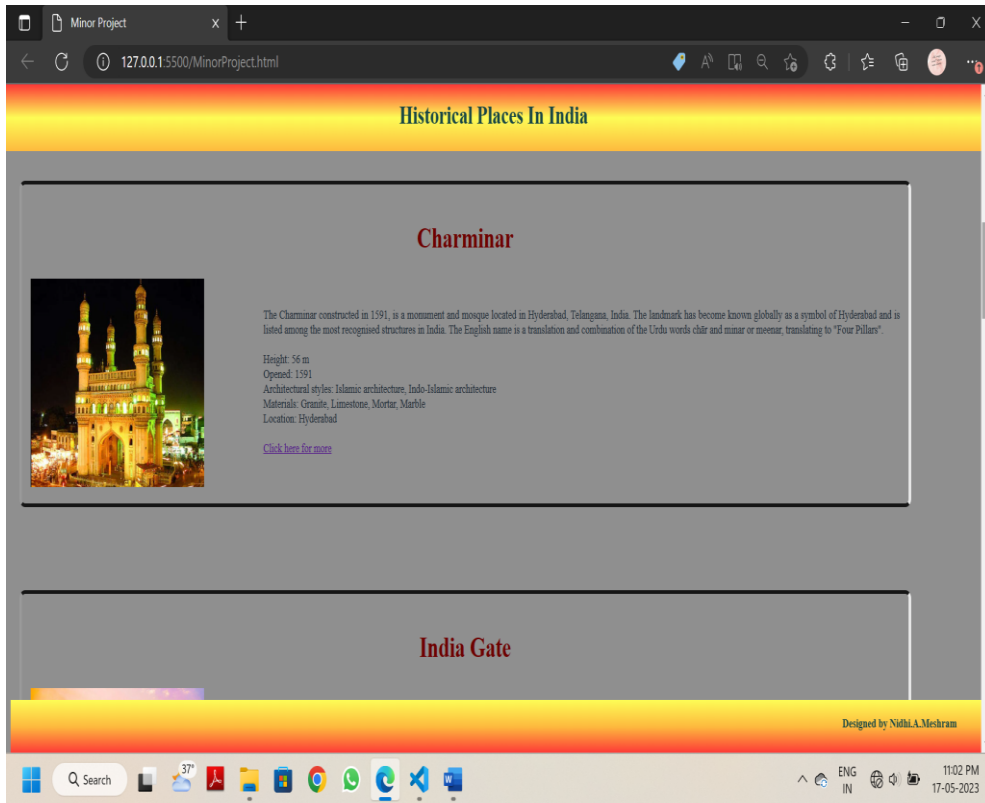 Minor Project
127.0.0.1:5500/MinorProject.html
Historical Places In India
Charminar
The Charminar constructed in 1591, is a monument and mosque located in Hyderabad, Telangana, India. The landmark has become known globally as a symbol of Hyderabad and is
listed among the most recognised structures in India. The English name is a translation and combination of the Urdu words chār and minar or meenar, translating to "Four Pillars".
Height: 56 m
Opened: 1591
Architectural styles: Islamic architecture, Indo-Islamic architecture
Materials: Granite, Limestone, Mortar, Marble
Location: Hyderabad
Click here for more
India Gate
Designed by Nidhi.A.Meshram
Search
37°
ENG
IN
11:02 PM
17-05-2023